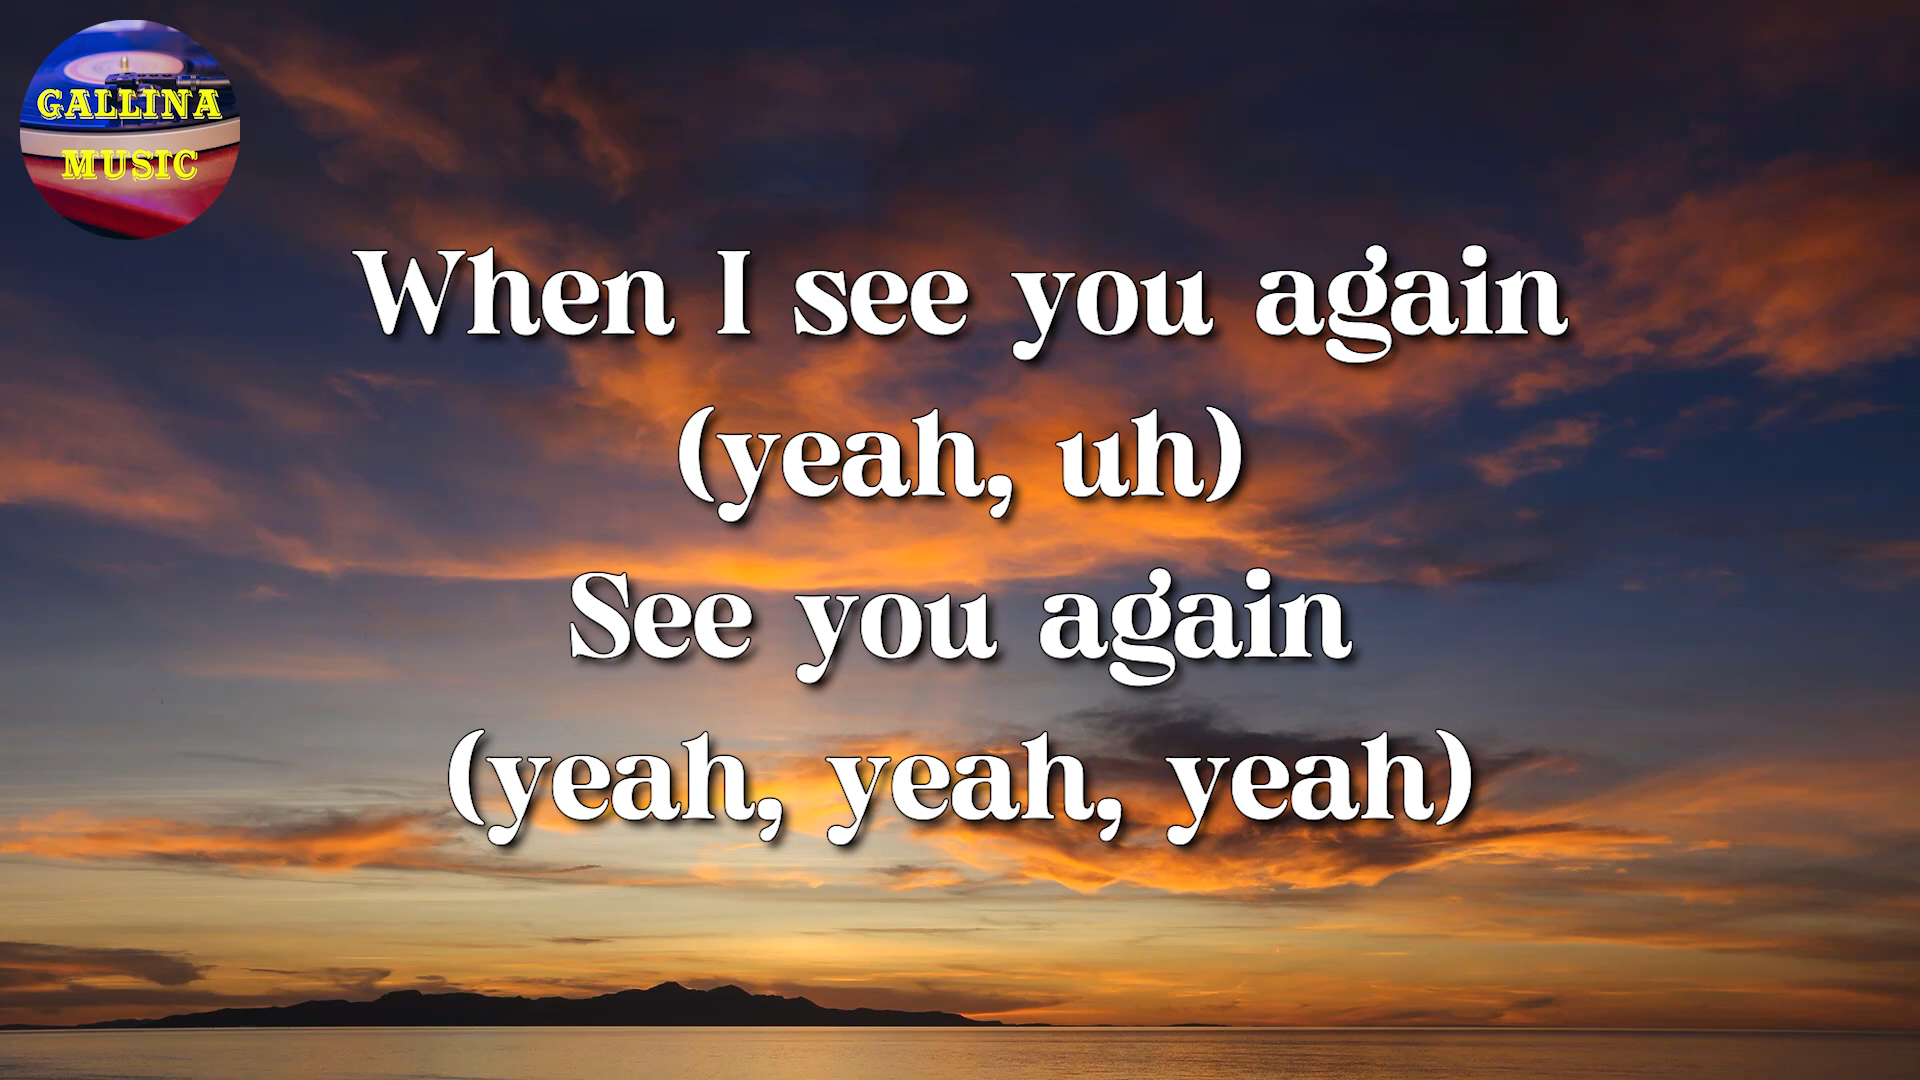 GALLINA
MUSIC
When I see you again
(yeah, uh)
See you again
(yeah, yeah, yeah)